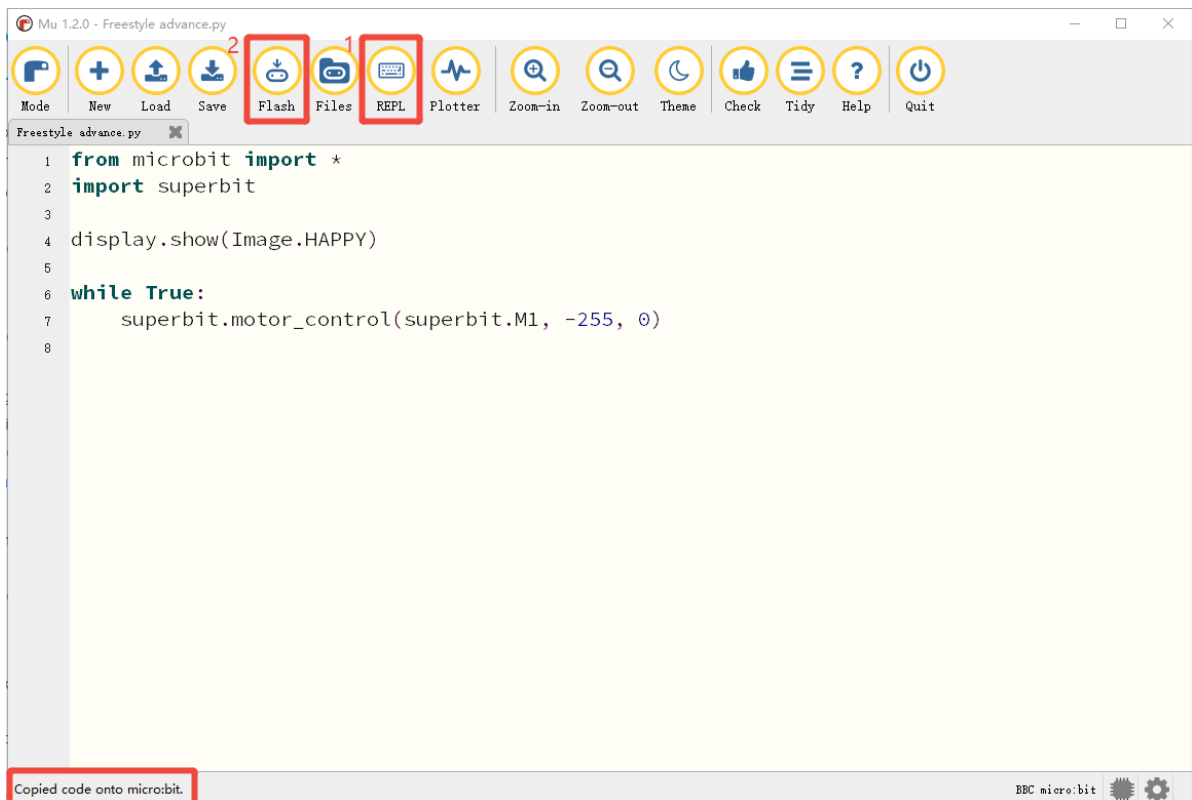 Mu 1.2.0 - Freestyle advance.py
2 1
Mode New Load Save Flash Files REPL Plotter Zoom-in Zoom-out Theme Check Tidy Help Quit
Freestyle advance.py
1 from microbit import *
2 import superbit
3
4 display.show(Image.HAPPY)
5
6 while True:
7     superbit.motor_control(superbit.M1, -255, 0)
8
Copied code onto micro:bit. BBC micro:bit